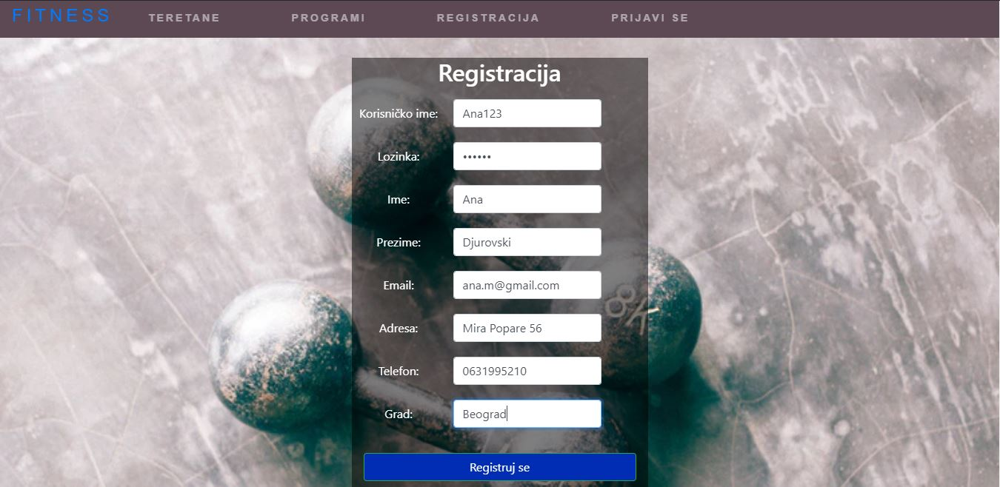 FITNESS TERETANE PROGRAMI REGISTRACIJA PRIJAVI SE
Registracija
Korisničko ime: Ana123
Lozinka: ••••••
Ime: Ana
Prezime: Djurovski
Email: ana.m@gmail.com
Adresa: Mira Popare 56
Telefon: 0631995210
Grad: Beograd
Registruj se